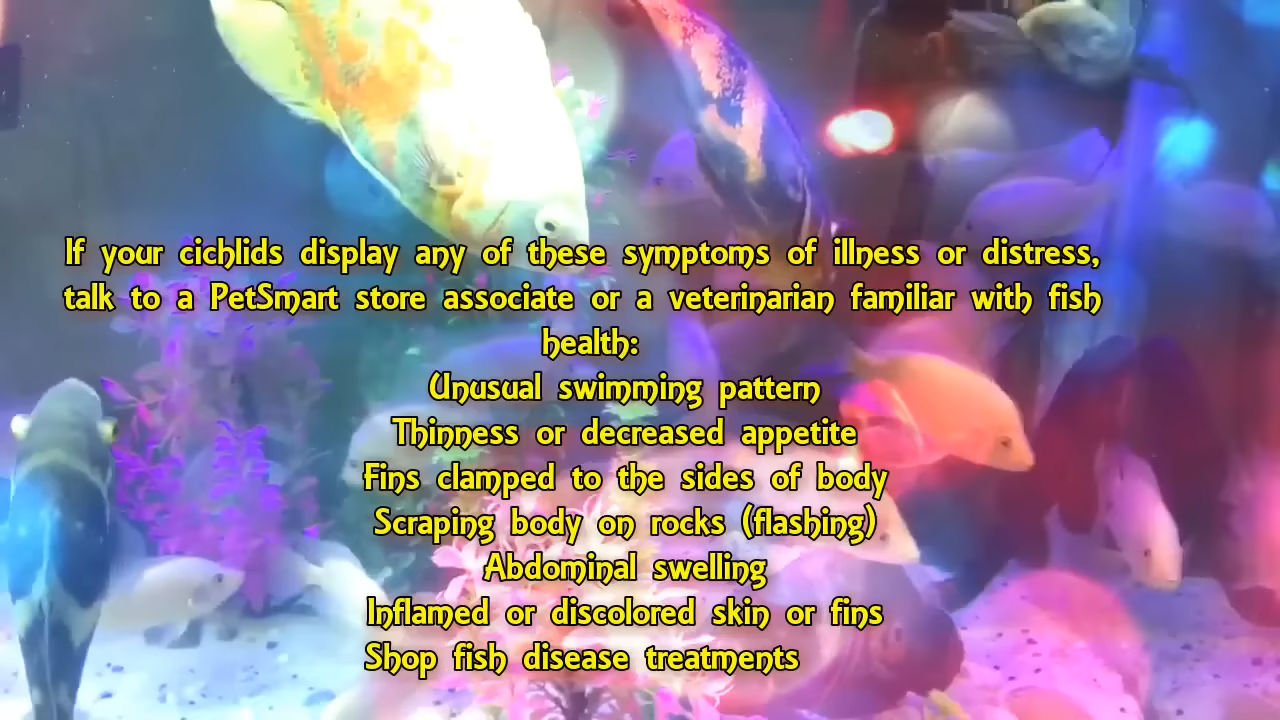 If your cichlids display any of these symptoms of illness or distress,
talk to a PetSmart store associate or a veterinarian familiar with fish
health:
Unusual swimming pattern
Thinness or decreased appetite
Fins clamped to the sides of body
Scraping body on rocks (flashing)
Abdominal swelling
Inflamed or discolored skin or fins
Shop fish disease treatments